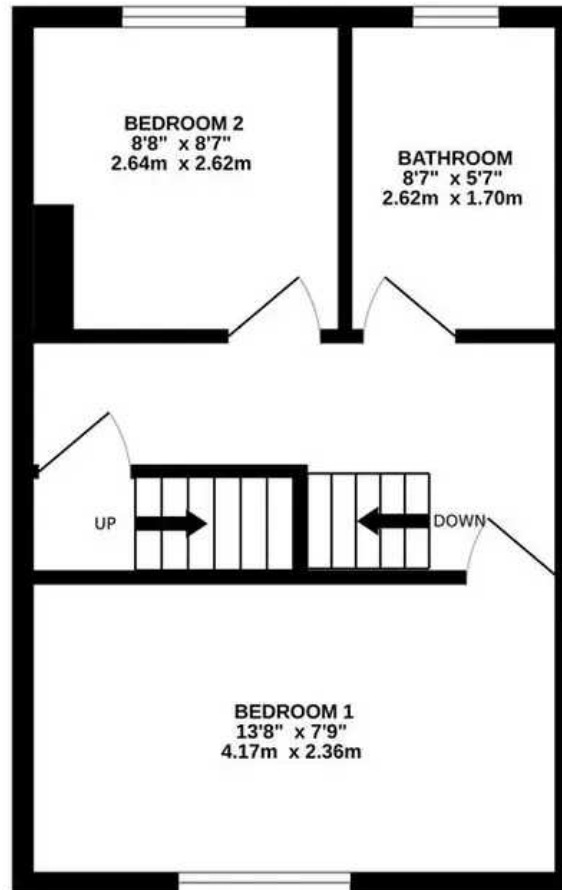 BEDROOM 2
8'8" x 8'7"
2.64m x 2.62m
BATHROOM
8'7" x 5'7"
2.62m x 1.70m
UP
DOWN
BEDROOM 1
13'8" x 7'9"
4.17m x 2.36m